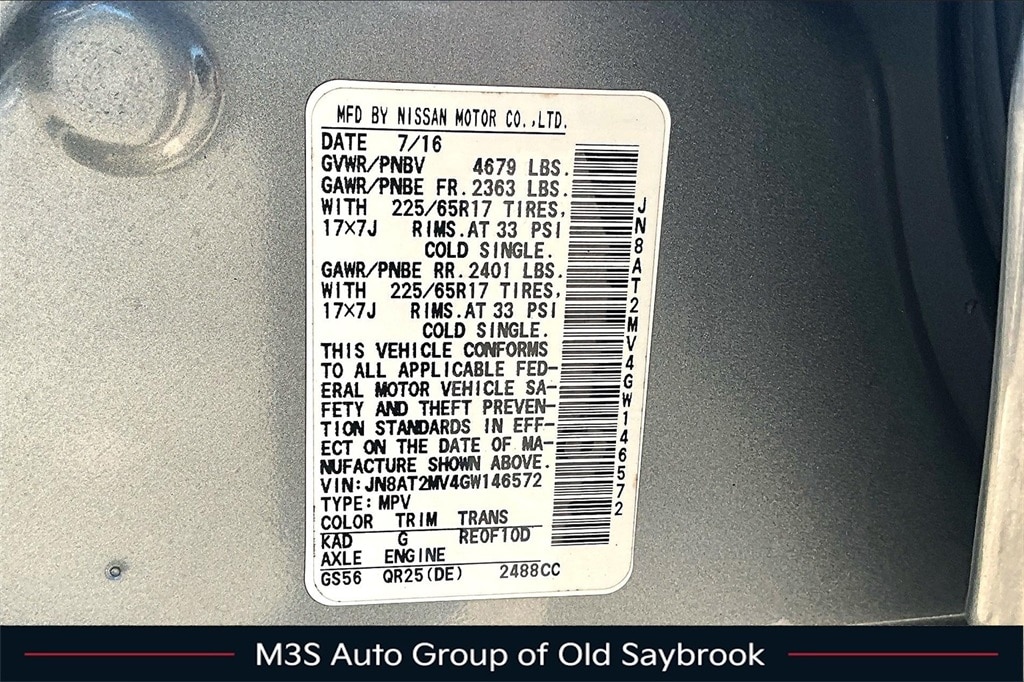 MFD BY NISSAN MOTOR CO.,LTD.
DATE 7/16
GVWR/PNBV 4679 LBS.
GAWR/PNBE FR.2363 LBS.
WITH 225/65R17 TIRES,
17×7J RIMS.AT 33 PSI
COLD SINGLE.
GAWR/PNBE RR.2401 LBS.
WITH 225/65R17 TIRES,
17×7J RIMS.AT 33 PSI
COLD SINGLE.
THIS VEHICLE CONFORMS
TO ALL APPLICABLE FED-
ERAL MOTOR VEHICLE SA-
FETY AND THEFT PREVEN-
TION STANDARDS IN EFF-
ECT ON THE DATE OF MA-
NUFACTURE SHOWN ABOVE.
VIN:JN8AT2MV4GW146572
TYPE:MPV
COLOR TRIM TRANS
KAD G RE0F10D
AXLE ENGINE
GS56 QR25(DE) 2488CC
JN8AT2MV4GW146572
M3S Auto Group of Old Saybrook